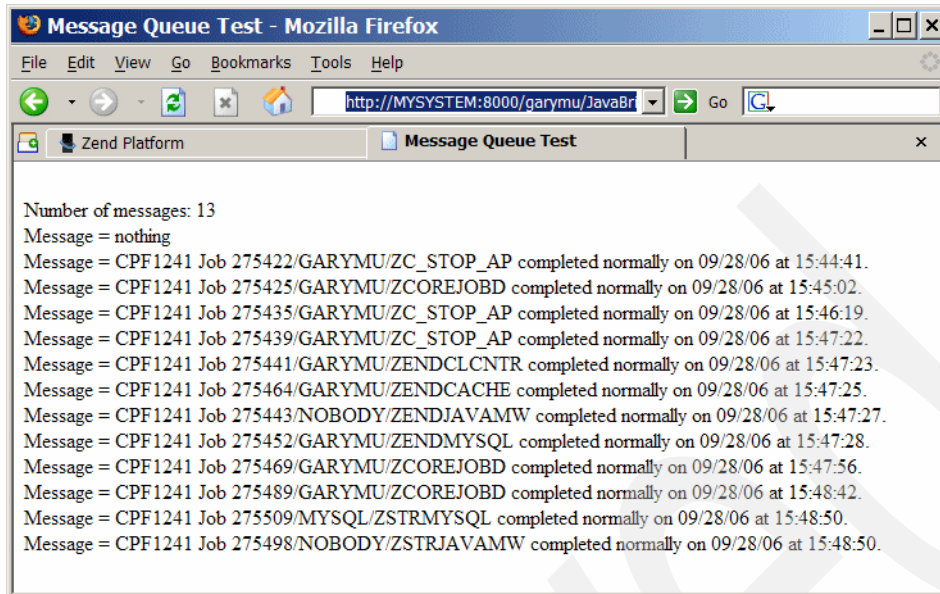 Message Queue Test - Mozilla Firefox
File Edit View Go Bookmarks Tools Help
http://MYSYSTEM:8000/garymu/JavaBri Go G
Zend Platform Message Queue Test x
Number of messages: 13
Message = nothing
Message = CPF1241 Job 275422/GARYMU/ZC_STOP_AP completed normally on 09/28/06 at 15:44:41.
Message = CPF1241 Job 275425/GARYMU/ZCOREJOBD completed normally on 09/28/06 at 15:45:02.
Message = CPF1241 Job 275435/GARYMU/ZC_STOP_AP completed normally on 09/28/06 at 15:46:19.
Message = CPF1241 Job 275439/GARYMU/ZC_STOP_AP completed normally on 09/28/06 at 15:47:22.
Message = CPF1241 Job 275441/GARYMU/ZENDCLCNTR completed normally on 09/28/06 at 15:47:23.
Message = CPF1241 Job 275464/GARYMU/ZENDCACHE completed normally on 09/28/06 at 15:47:25.
Message = CPF1241 Job 275443/NOBODY/ZENDJAVAMW completed normally on 09/28/06 at 15:47:27.
Message = CPF1241 Job 275452/GARYMU/ZENDMYSQL completed normally on 09/28/06 at 15:47:28.
Message = CPF1241 Job 275469/GARYMU/ZCOREJOBD completed normally on 09/28/06 at 15:47:56.
Message = CPF1241 Job 275489/GARYMU/ZCOREJOBD completed normally on 09/28/06 at 15:48:42.
Message = CPF1241 Job 275509/MYSQL/ZSTRMYSQL completed normally on 09/28/06 at 15:48:50.
Message = CPF1241 Job 275498/NOBODY/ZSTRJAVAMW completed normally on 09/28/06 at 15:48:50.